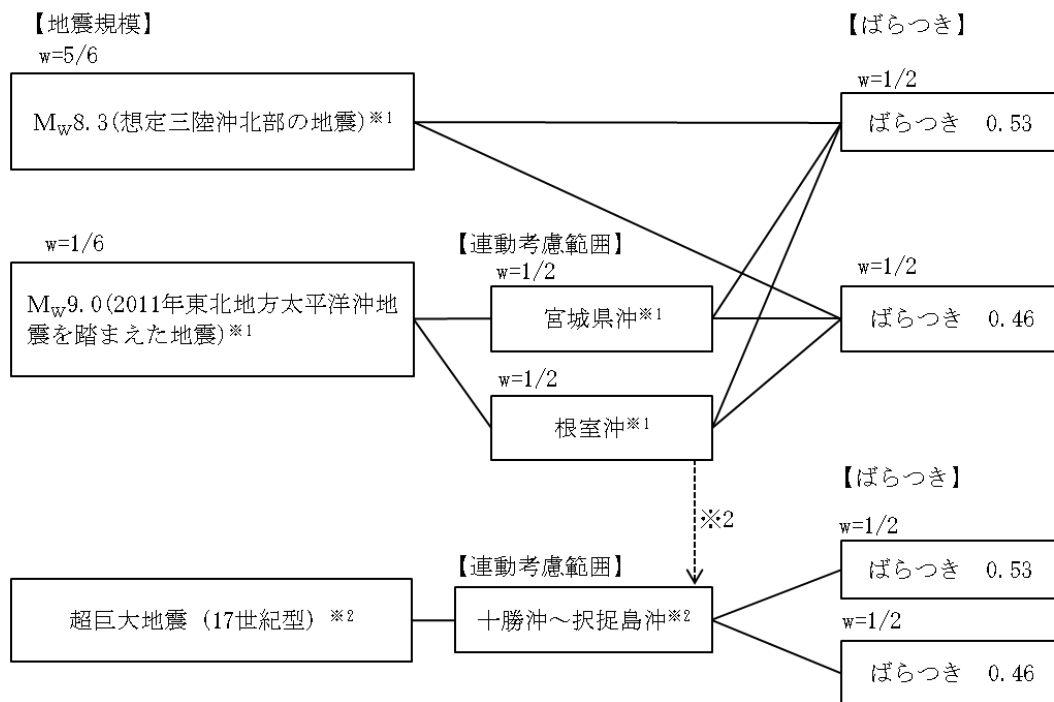 【地震規模】
w=5/6
MW8.3(想定三陸沖北部の地震)※1
w=1/6
MW9.0(2011年東北地方太平洋沖地
震を踏まえた地震)※1
【連動考慮範囲】
w=1/2
宮城県沖※1
w=1/2
根室沖※1
【ばらつき】
w=1/2
ばらつき　0.53
w=1/2
ばらつき　0.46
※2
超巨大地震（17世紀型）※2
【連動考慮範囲】
十勝沖～択捉島沖※2
【ばらつき】
w=1/2
ばらつき　0.53
w=1/2
ばらつき　0.46